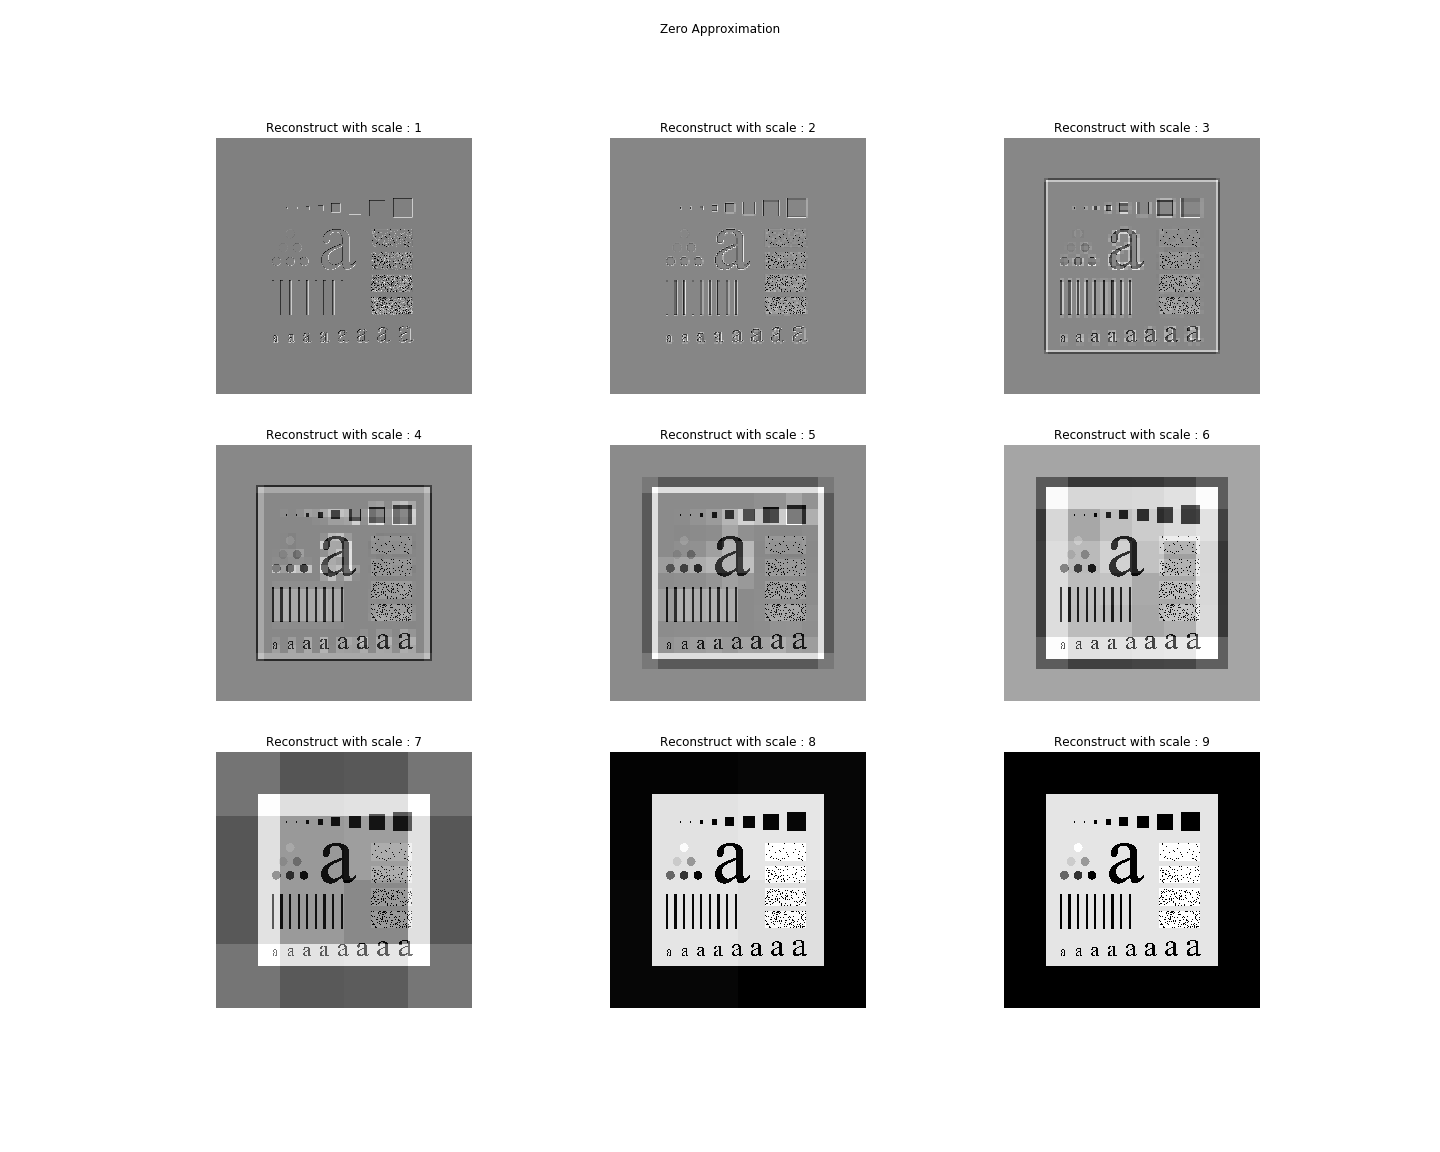 Zero Approximation
Reconstruct with scale : 1
Reconstruct with scale : 2
Reconstruct with scale : 3
a
a a a a a a a a
a
a a a a a a a a
a
a a a a a a a a
Reconstruct with scale : 4
Reconstruct with scale : 5
Reconstruct with scale : 6
a
a a a a a a a a
a
a a a a a a a a
a
a a a a a a a a
Reconstruct with scale : 7
Reconstruct with scale : 8
Reconstruct with scale : 9
a
a a a a a a a a
a
a a a a a a a a
a
a a a a a a a a